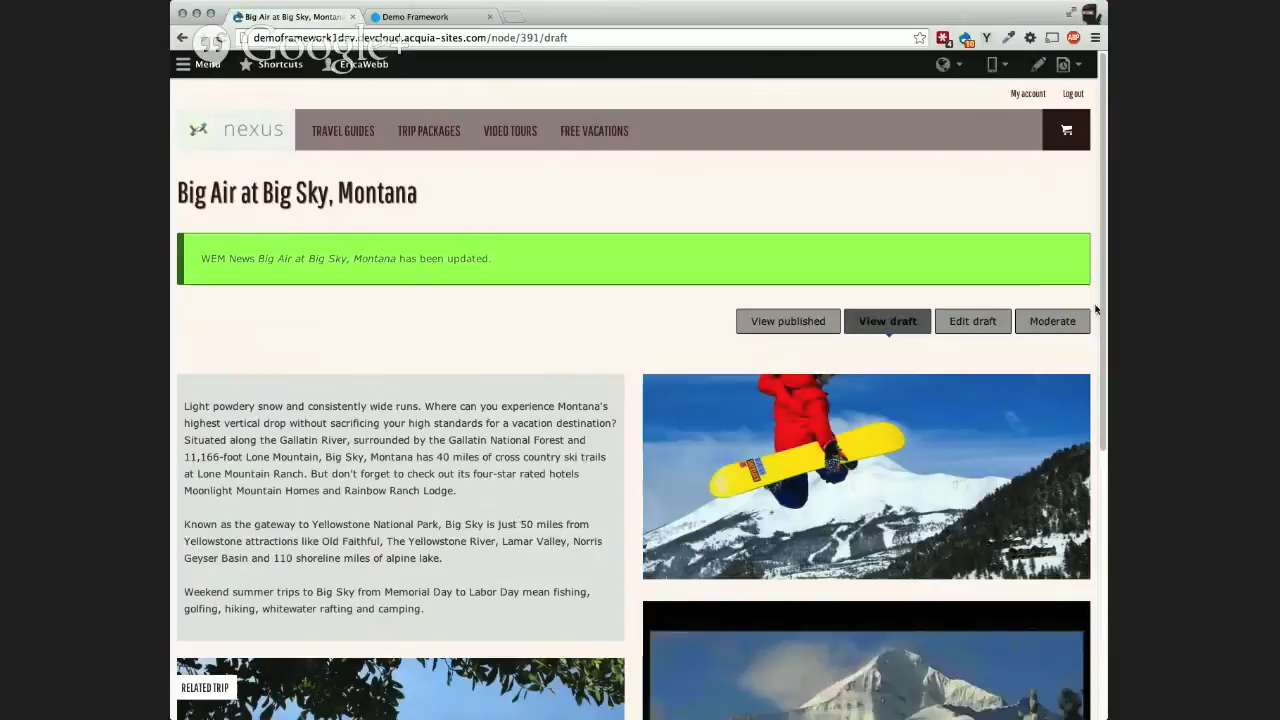 Big Air at Big Sky, Montana
Demo Framework
demoframework1day.devcloud.acquia-sites.com/node/391/draft
Google+
Menu
Shortcuts
EricaWebb
My account
Log out
nexus
TRAVEL GUIDES
TRIP PACKAGES
VIDEO TOURS
FREE VACATIONS
Big Air at Big Sky, Montana
WEM News Big Air at Big Sky, Montana has been updated.
View published
View draft
Edit draft
Moderate
Light powdery snow and consistently wide runs. Where can you experience Montana's
highest vertical drop without sacrificing your high standards for a vacation destination?
Situated along the Gallatin River, surrounded by the Gallatin National Forest and
11,166-foot Lone Mountain, Big Sky, Montana has 40 miles of cross country ski trails
at Lone Mountain Ranch. But don't forget to check out its four-star rated hotels
Moonlight Mountain Homes and Rainbow Ranch Lodge.
Known as the gateway to Yellowstone National Park, Big Sky is just 50 miles from
Yellowstone attractions like Old Faithful, The Yellowstone River, Lamar Valley, Norris
Geyser Basin and 110 shoreline miles of alpine lake.
Weekend summer trips to Big Sky from Memorial Day to Labor Day mean fishing,
golfing, hiking, whitewater rafting and camping.
RELATED TRIP